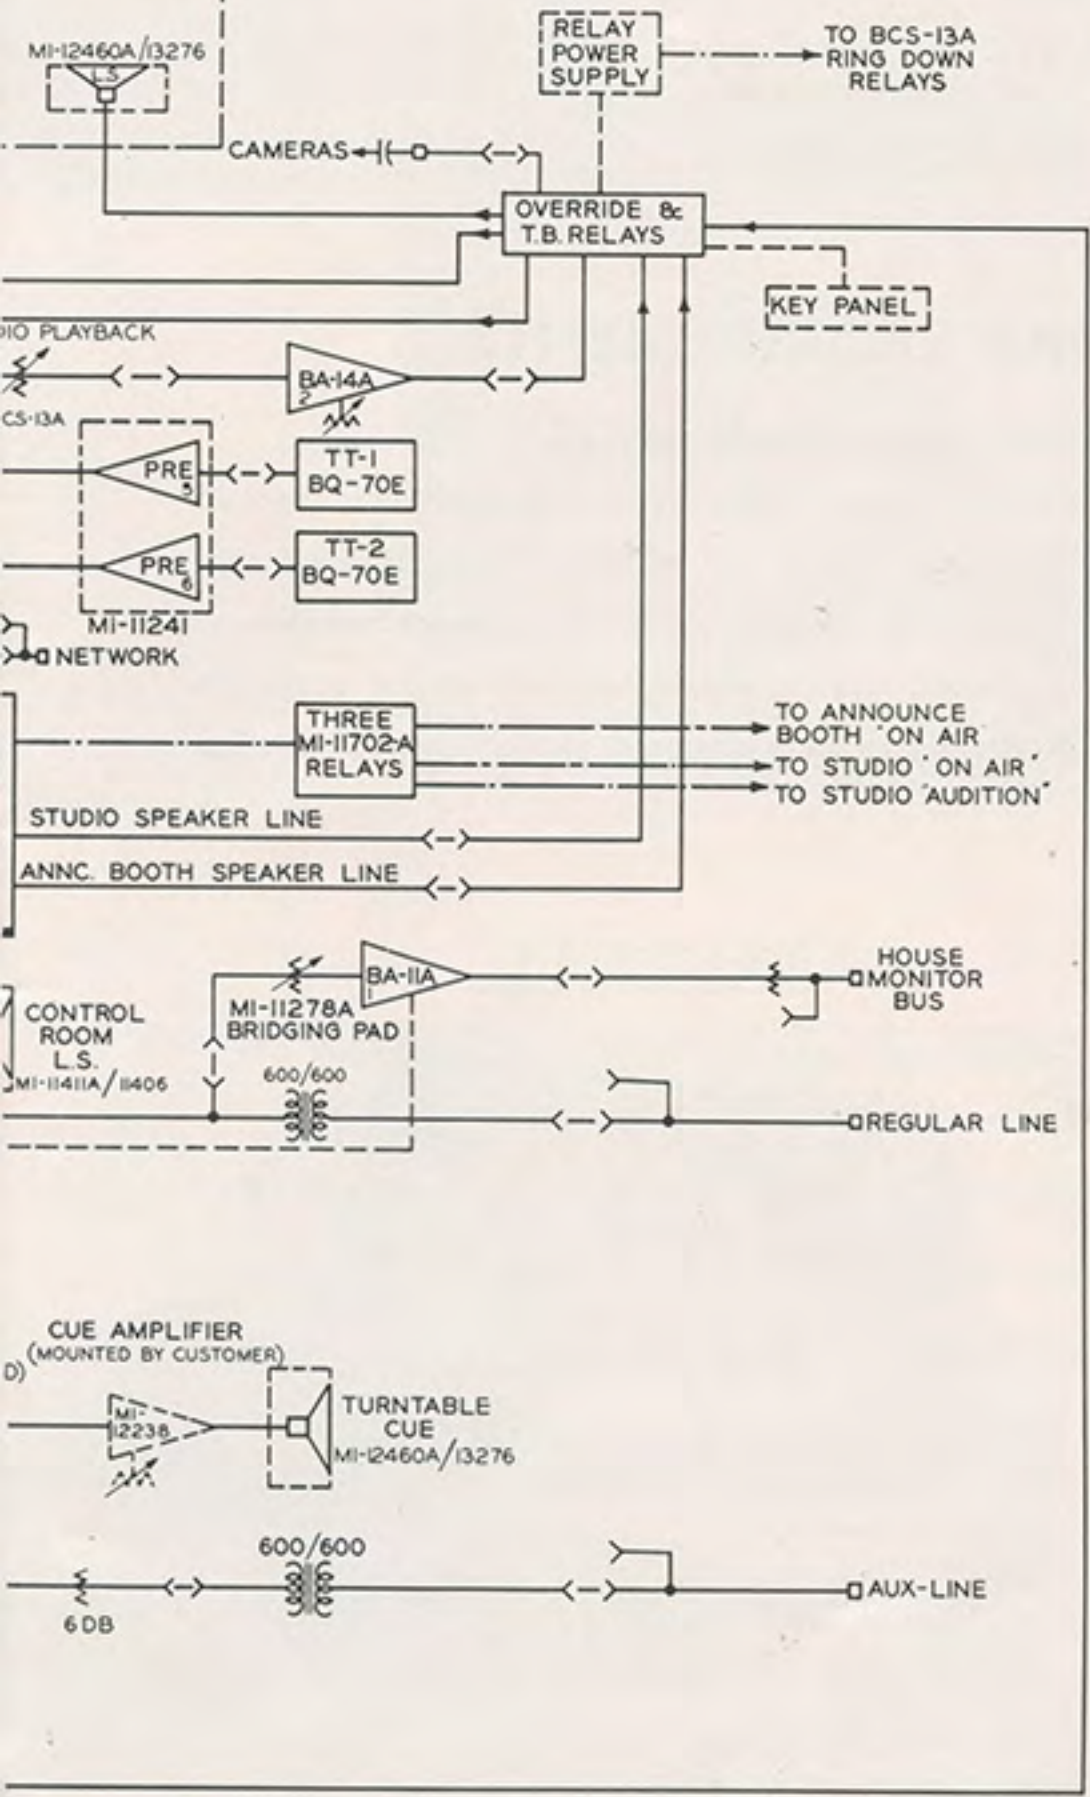 RELAY
POWER
SUPPLY
TO BCS-13A
RING DOWN
RELAYS
MI-12460A/13276
L.S
CAMERAS
OVERRIDE &
T.B. RELAYS
KEY PANEL
DIO PLAYBACK
BA-14A
2
CS-13A
PRE
5
TT-1
BQ-70E
PRE
6
TT-2
BQ-70E
MI-11241
NETWORK
THREE
MI-11702-A
RELAYS
TO ANNOUNCE
BOOTH "ON AIR
TO STUDIO "ON AIR"
TO STUDIO "AUDITION"
STUDIO SPEAKER LINE
ANNC. BOOTH SPEAKER LINE
BA-11A
1
HOUSE
MONITOR
BUS
MI-11278A
BRIDGING PAD
CONTROL
ROOM
L.S.
MI-11411A/11406
600/600
REGULAR LINE
CUE AMPLIFIER
(MOUNTED BY CUSTOMER)
D)
MI-
12238
TURNTABLE
CUE
MI-12460A/13276
600/600
6 DB
AUX-LINE